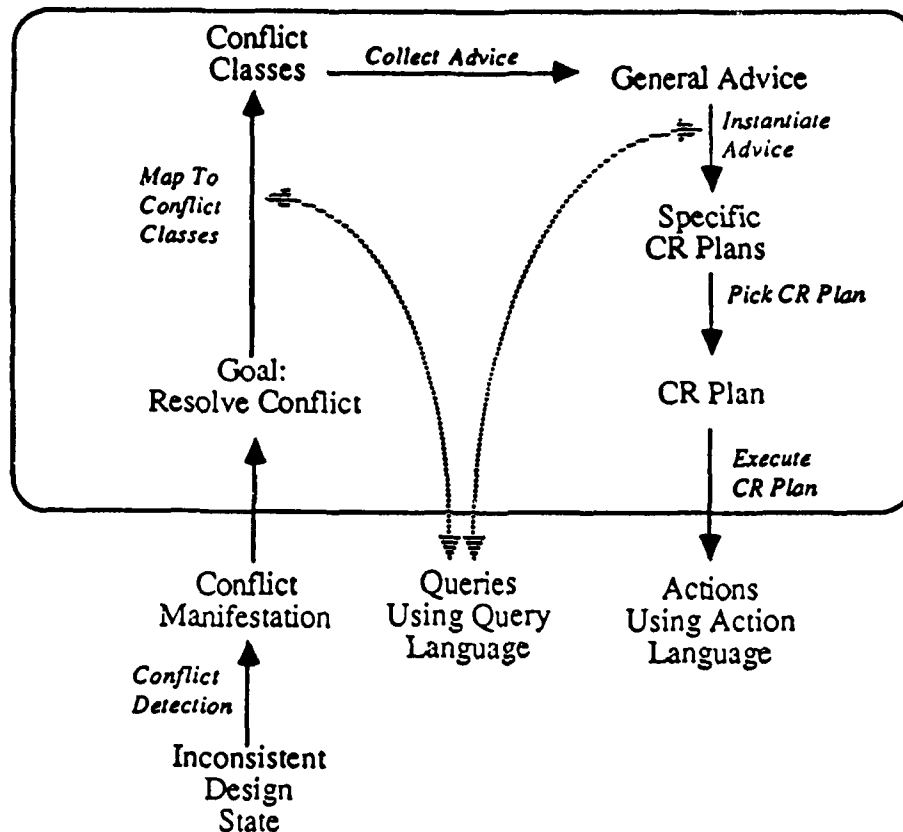 Conflict
Classes
Collect Advice
General Advice
Instantiate
Advice
Map To
Conflict
Classes
Specific
CR Plans
Pick CR Plan
Goal:
Resolve Conflict
CR Plan
Execute
CR Plan
Conflict
Manifestation
Queries
Using Query
Language
Actions
Using Action
Language
Conflict
Detection
Inconsistent
Design
State